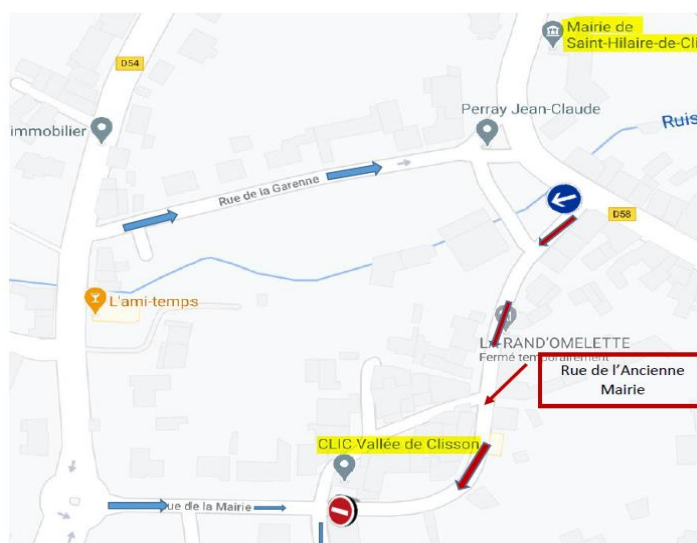 Mairie de
Saint-Hilaire-de-Cli
D54
immobilier
Perray Jean-Claude
Ruis
Rue de la Garenne
D58
L'ami-temps
RAND'OMELETTE
Fermé temporairement
Rue de l'Ancienne
Mairie
CLIC Vallée de Clisson
ue de la Mairie